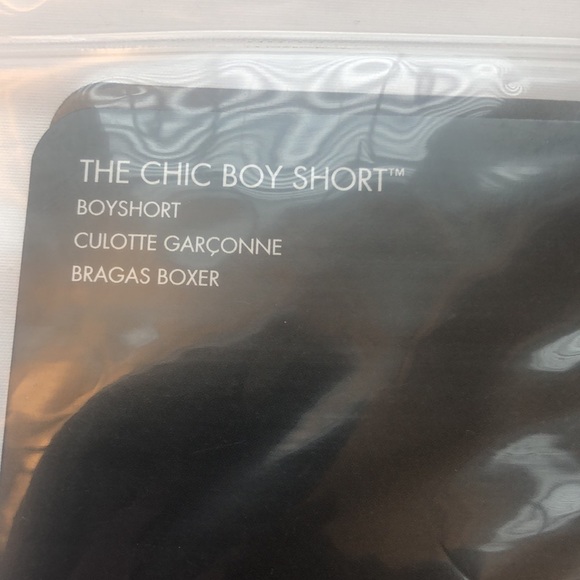 THE CHIC BOY SHORT™
BOYSHORT
CULOTTE GARÇONNE
BRAGAS BOXER